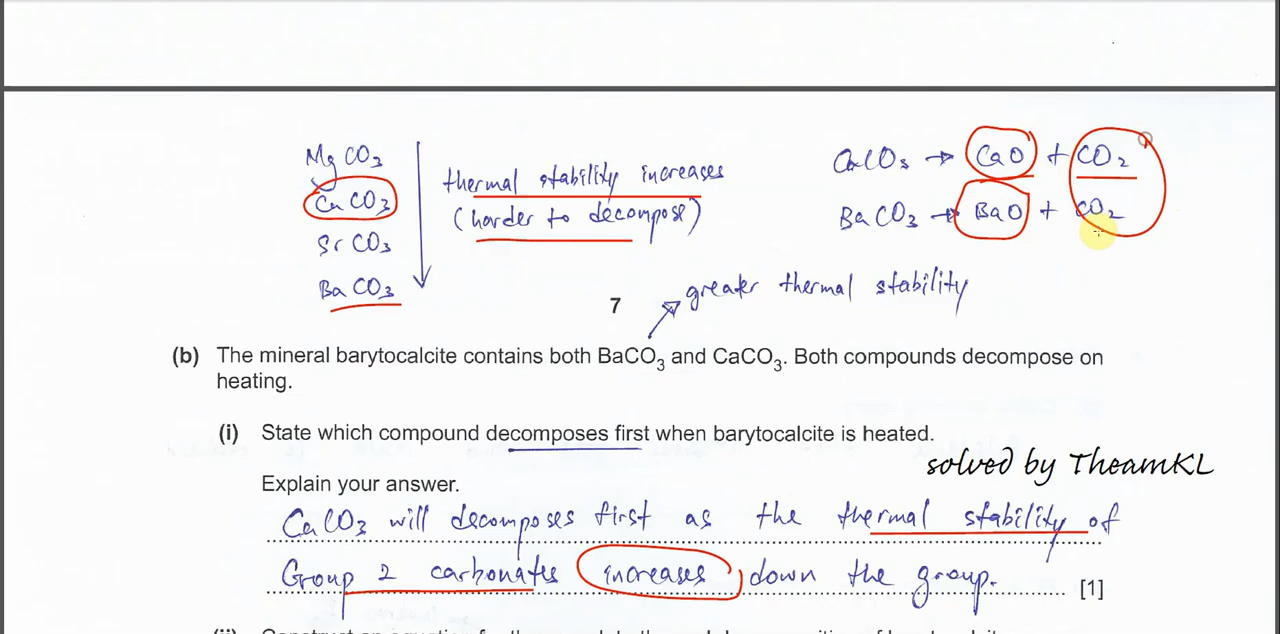 MgCO3
CaCO3
SrCO3
BaCO3
thermal stability increases
(harder to decompose)
CaCO3 → CaO + CO2
BaCO3 → BaO + CO2
greater thermal stability
7
(b) The mineral barytocalcite contains both BaCO3 and CaCO3. Both compounds decompose on
heating.
(i) State which compound decomposes first when barytocalcite is heated.
solved by TheamKL
Explain your answer.
CaCO3 will decomposes first as the thermal stability of
Group 2 carbonates increases down the group.
[1]